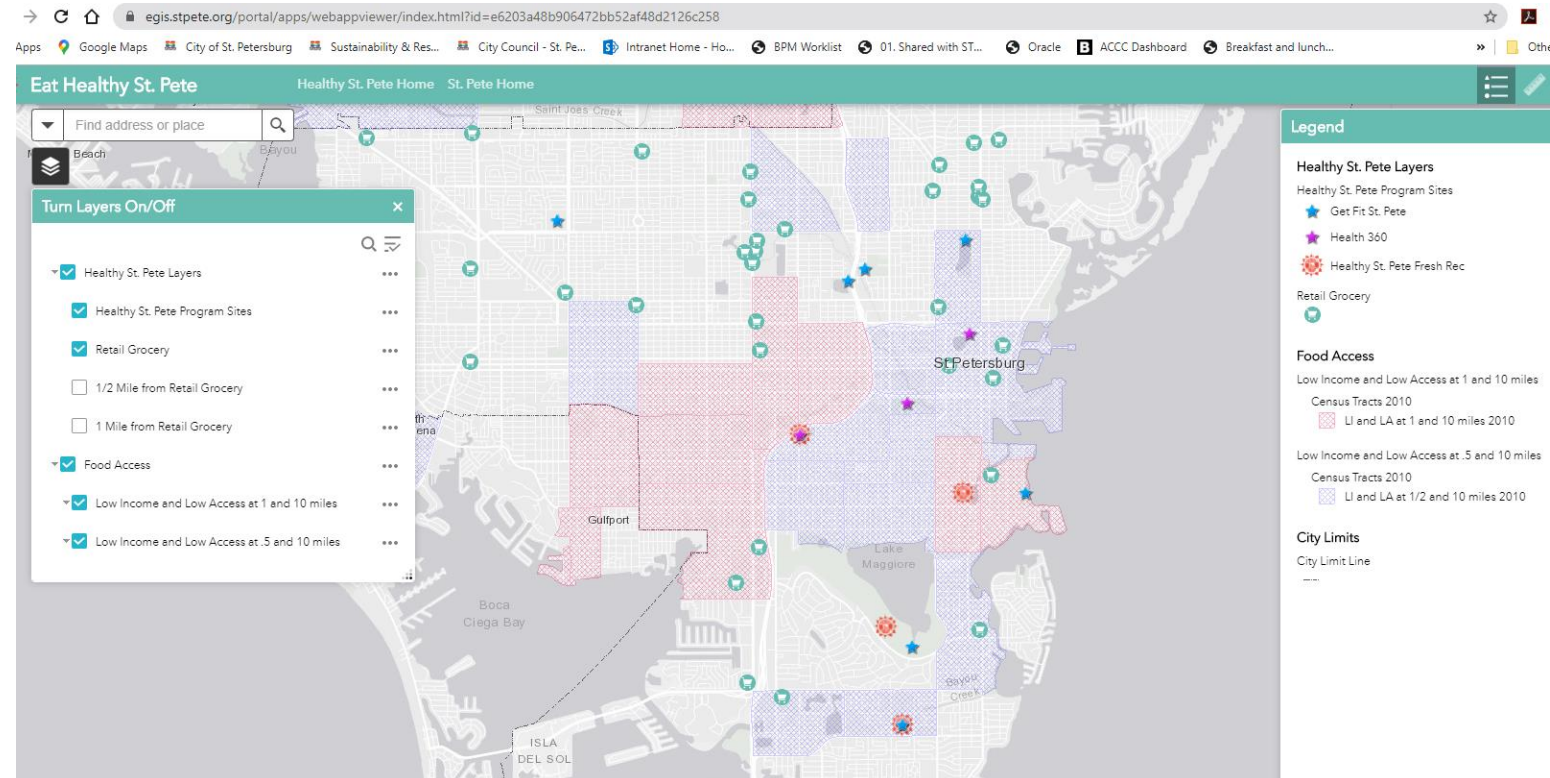 egis.stpete.org/portal/apps/webappviewer/index.html?id=e6203a48b906472bb52af48d2126c258
Apps Google Maps City of St. Petersburg Sustainability & Res... City Council - St. Pe... Intranet Home - Ho... BPM Worklist 01. Shared with ST... Oracle B ACCC Dashboard Breakfast and lunch... » Othe
Eat Healthy St. Pete Healthy St. Pete Home St. Pete Home
Find address or place
Turn Layers On/Off ×
Healthy St. Pete Layers
Healthy St. Pete Program Sites
Retail Grocery
1/2 Mile from Retail Grocery
1 Mile from Retail Grocery
Food Access
Low Income and Low Access at 1 and 10 miles
Low Income and Low Access at .5 and 10 miles
Saint Joes Creek
Beach
Bayou
St Petersburg
ena
Gulfport
Lake
Maggiore
Boca
Ciega Bay
Bayou
Creek
ISLA
DEL SOL
Legend
Healthy St. Pete Layers
Healthy St. Pete Program Sites
Get Fit St. Pete
Health 360
Healthy St. Pete Fresh Rec
Retail Grocery
Food Access
Low Income and Low Access at 1 and 10 miles
Census Tracts 2010
LI and LA at 1 and 10 miles 2010
Low Income and Low Access at .5 and 10 miles
Census Tracts 2010
LI and LA at 1/2 and 10 miles 2010
City Limits
City Limit Line